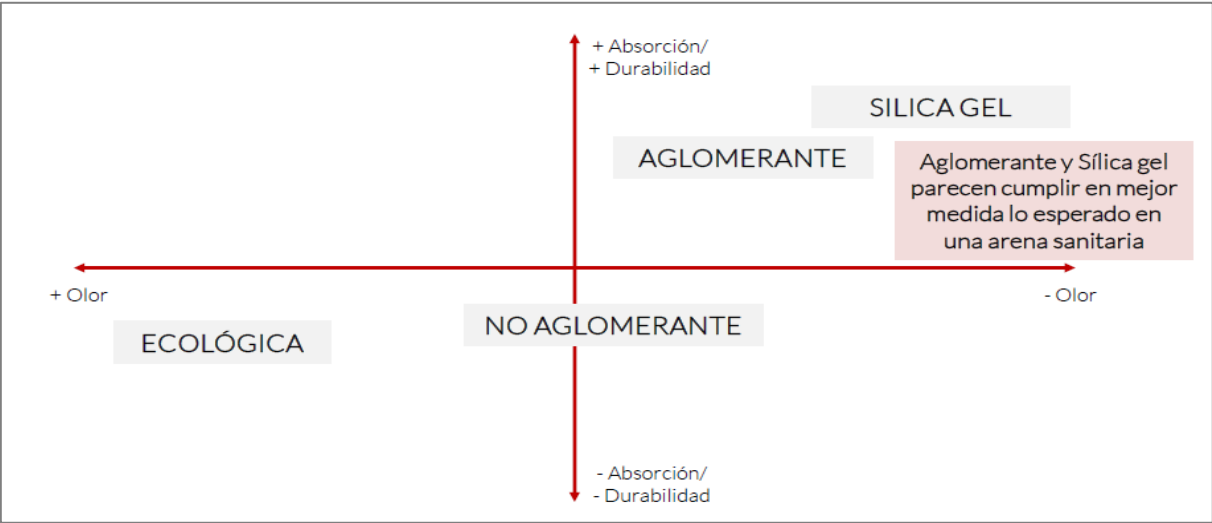 + Absorción/
+ Durabilidad
SILICA GEL
AGLOMERANTE
Aglomerante y Sílica gel
parecen cumplir en mejor
medida lo esperado en
una arena sanitaria
+ Olor
- Olor
NO AGLOMERANTE
ECOLÓGICA
- Absorción/
- Durabilidad